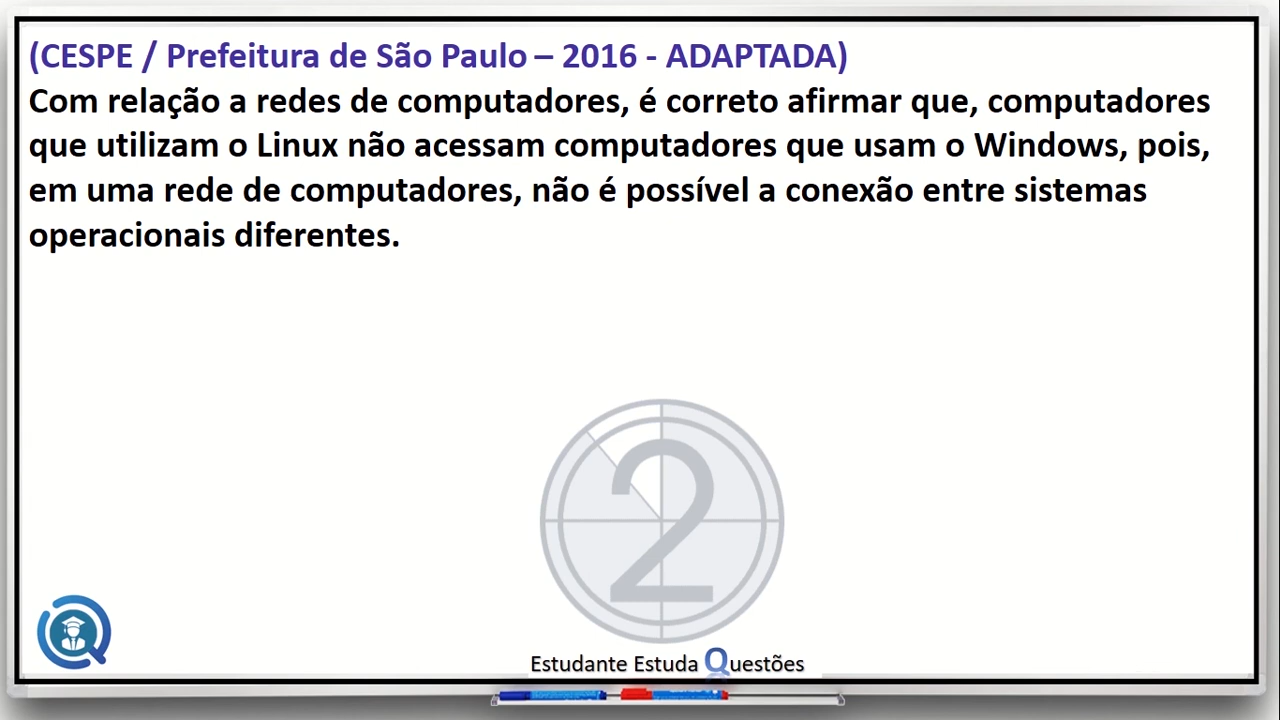 (CESPE / Prefeitura de São Paulo – 2016 - ADAPTADA)
Com relação a redes de computadores, é correto afirmar que, computadores
que utilizam o Linux não acessam computadores que usam o Windows, pois,
em uma rede de computadores, não é possível a conexão entre sistemas
operacionais diferentes.
2
Estudante Estuda Questões